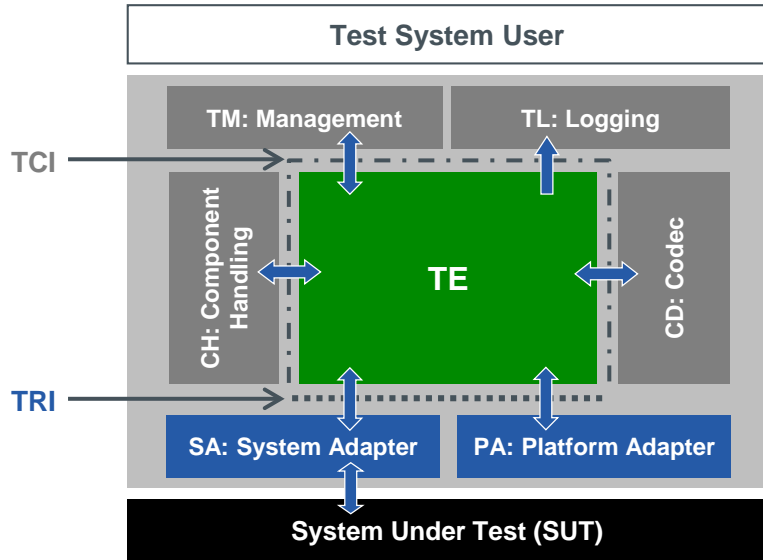 Test System User
TM: Management
TL: Logging
TCI
CH: Component
Handling
TE
CD: Codec
TRI
SA: System Adapter
PA: Platform Adapter
System Under Test (SUT)